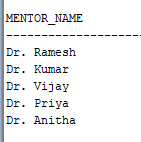 MENTOR_NAME
--------------------
Dr. Ramesh
Dr. Kumar
Dr. Vijay
Dr. Priya
Dr. Anitha